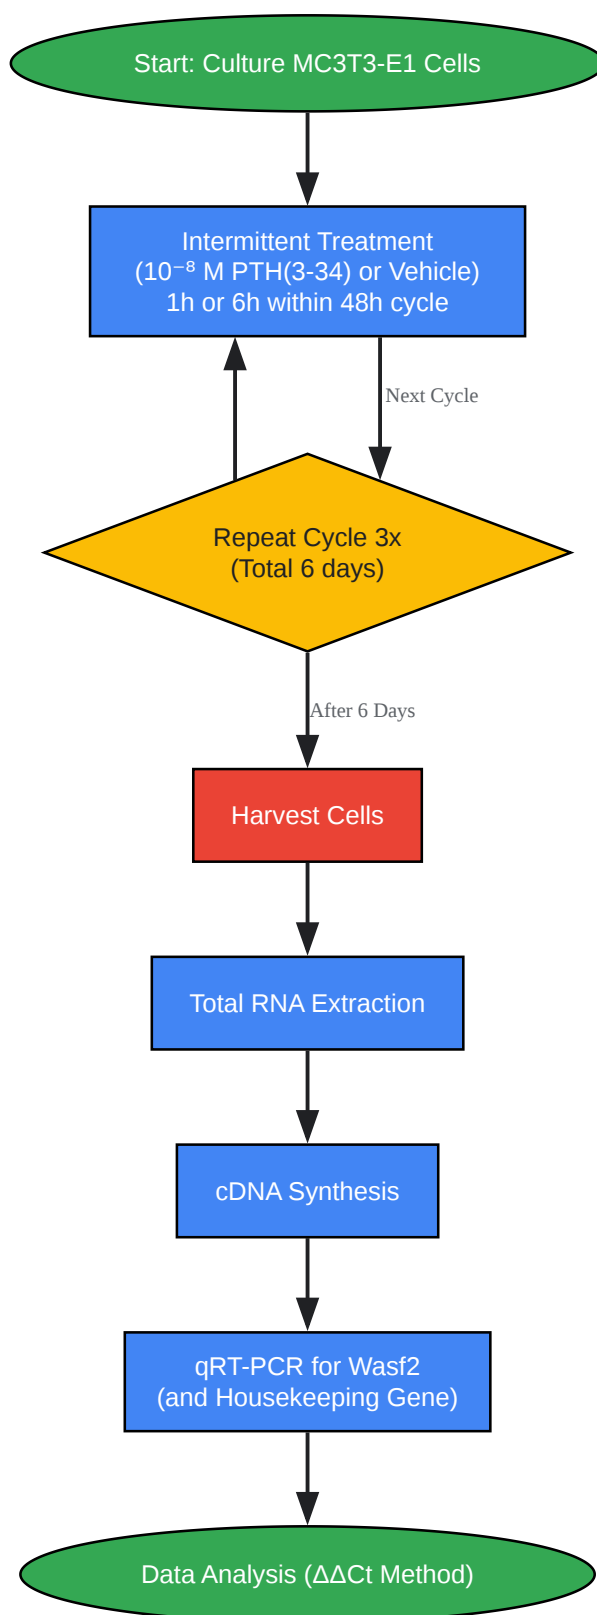 Start: Culture MC3T3-E1 Cells
Intermittent Treatment
(10⁻⁸ M PTH(3-34) or Vehicle)
1h or 6h within 48h cycle
Next Cycle
Repeat Cycle 3x
(Total 6 days)
After 6 Days
Harvest Cells
Total RNA Extraction
cDNA Synthesis
qRT-PCR for Wasf2
(and Housekeeping Gene)
Data Analysis (ΔΔCt Method)